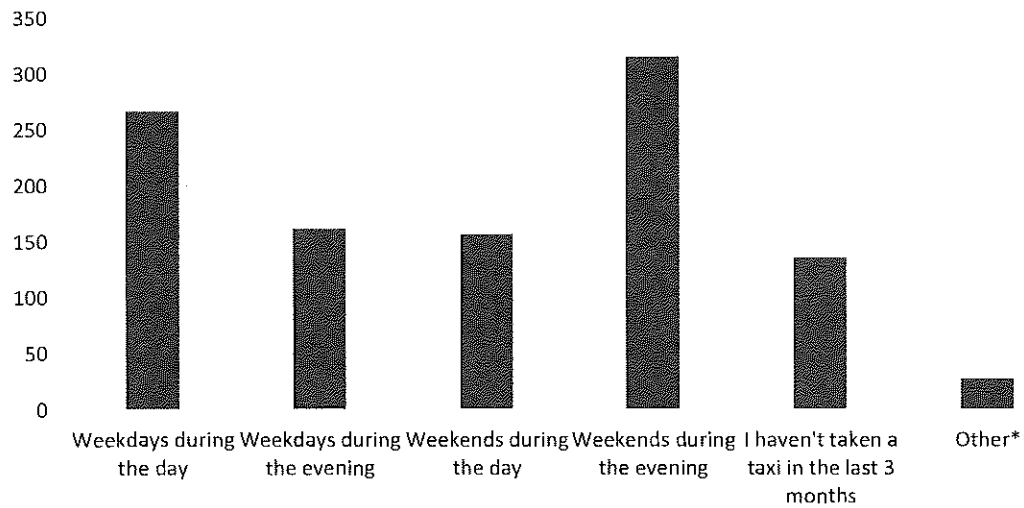 350
300
250
200
150
100
50
0
Weekdays during Weekdays during Weekends during Weekends during I haven't taken a Other*
the day the evening the day the evening taxi in the last 3
months